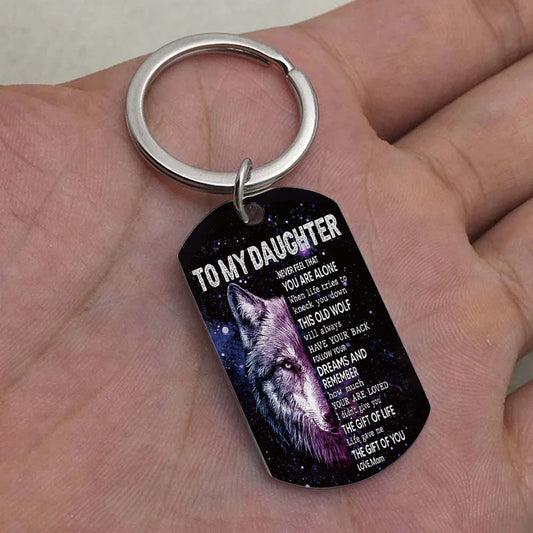 TO MY DAUGHTER
NEVER FEEL THAT
YOU ARE ALONE
When life tries to
kneck you down
THIS OLD WOLF
will always
HAVE YOUR BACK
FOLLOW YOUR
DREAMS AND
REMEMBER
how much
YOUR ARE LOVED
I didn't give you
THE GIFT OF LIFE
Life gave me
THE GIFT OF YOU
LOVE,Mom